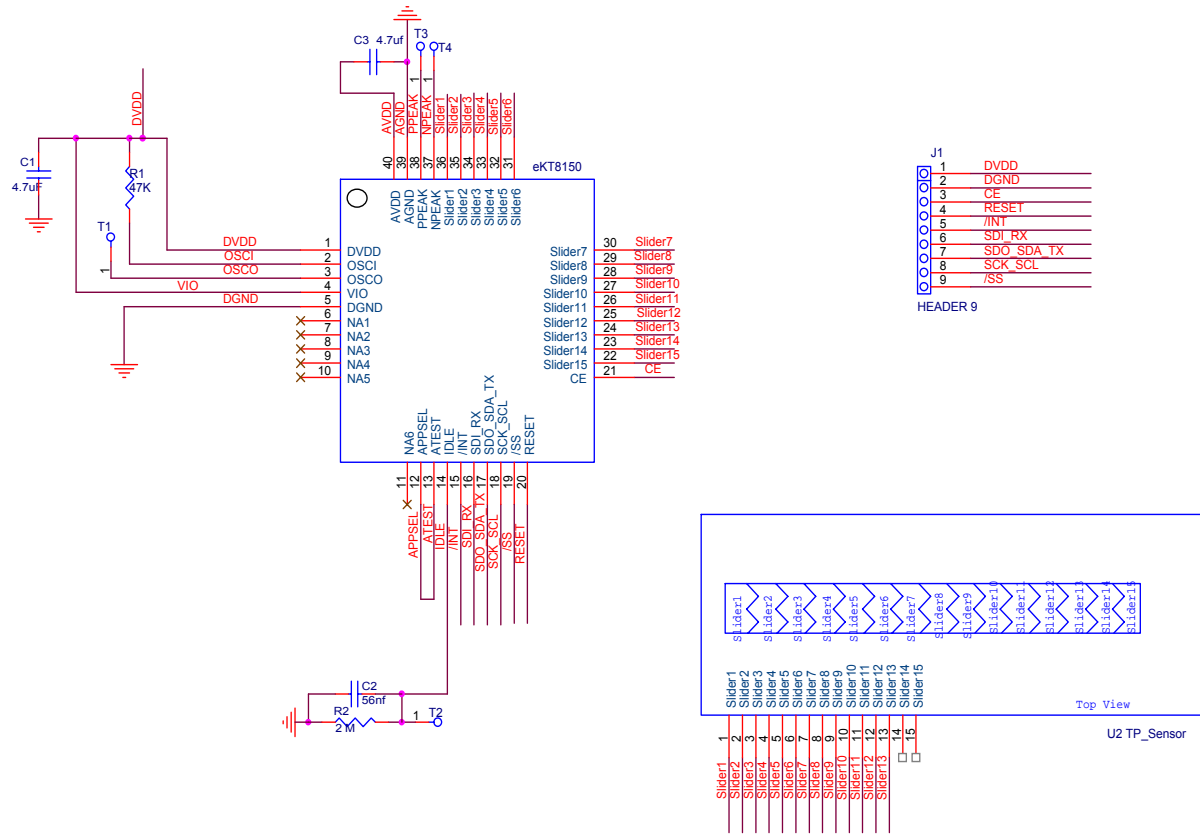 C3 4.7uf
T3
T4
1
1
AVDD
AGND
PPEAK
NPEAK
Slider1
Slider2
Slider3
Slider4
Slider5
Slider6
40
39
38
37
36
35
34
33
32
31
eKT8150
AVDD
AGND
PPEAK
NPEAK
Slider1
Slider2
Slider3
Slider4
Slider5
Slider6
DVDD
C1
4.7uF
R1
47K
T1
1
DVDD
OSCI
OSCO
VIO
DGND
1
2
3
4
5
6
7
8
9
10
DVDD
OSCI
OSCO
VIO
DGND
NA1
NA2
NA3
NA4
NA5
Slider7
Slider8
Slider9
Slider10
Slider11
Slider12
Slider13
Slider14
Slider15
CE
30
29
28
27
26
25
24
23
22
21
Slider7
Slider8
Slider9
Slider10
Slider11
Slider12
Slider13
Slider14
Slider15
CE
NA6
APPSEL
ATEST
IDLE
/INT
SDI_RX
SDO_SDA_TX
SCK_SCL
/SS
RESET
11
12
13
14
15
16
17
18
19
20
APPSEL
ATEST
IDLE
/INT
SDI_RX
SDO_SDA_TX
SCK_SCL
/SS
RESET
C2
56nf
R2
2 M
1
T2
J1
1 DVDD
2 DGND
3 CE
4 RESET
5 /INT
6 SDI_RX
7 SDO_SDA_TX
8 SCK_SCL
9 /SS
HEADER 9
Slider1
Slider2
Slider3
Slider4
Slider5
Slider6
Slider7
Slider8
Slider9
Slider10
Slider11
Slider12
Slider13
Slider14
Slider15
Slider1
Slider2
Slider3
Slider4
Slider5
Slider6
Slider7
Slider8
Slider9
Slider10
Slider11
Slider12
Slider13
Slider14
Slider15
Top View
U2 TP_Sensor
1
2
3
4
5
6
7
8
9
10
11
12
13
14
15
Slider1
Slider2
Slider3
Slider4
Slider5
Slider6
Slider7
Slider8
Slider9
Slider10
Slider11
Slider12
Slider13